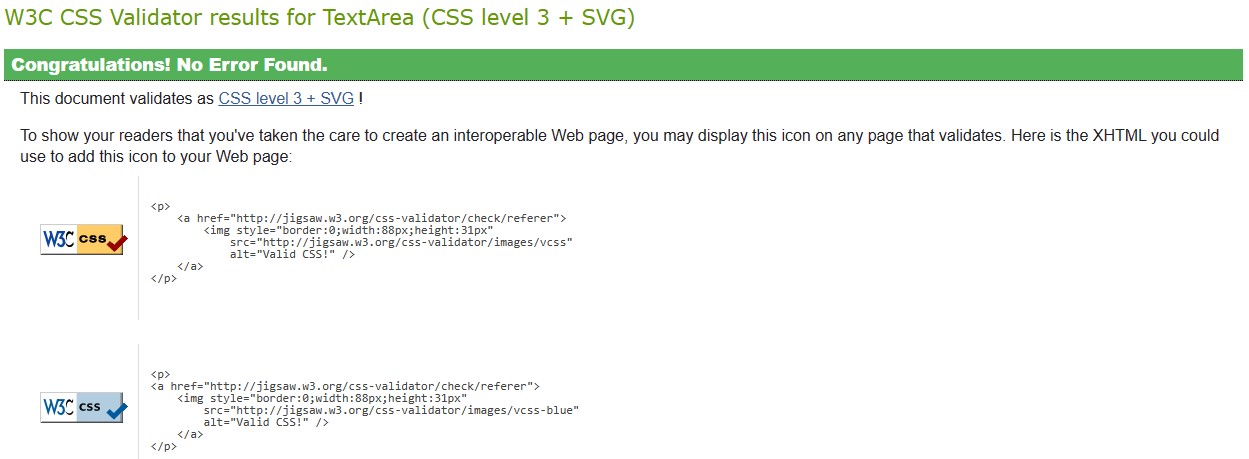 W3C CSS Validator results for TextArea (CSS level 3 + SVG)
Congratulations! No Error Found.
This document validates as CSS level 3 + SVG !
To show your readers that you've taken the care to create an interoperable Web page, you may display this icon on any page that validates. Here is the XHTML you could
use to add this icon to your Web page:
W3C css
<p>
    <a href="http://jigsaw.w3.org/css-validator/check/referer">
        <img style="border:0;width:88px;height:31px"
            src="http://jigsaw.w3.org/css-validator/images/vcss"
            alt="Valid CSS!" />
    </a>
</p>
W3C css
<p>
<a href="http://jigsaw.w3.org/css-validator/check/referer">
    <img style="border:0;width:88px;height:31px"
        src="http://jigsaw.w3.org/css-validator/images/vcss-blue"
        alt="Valid CSS!" />
    </a>
</p>